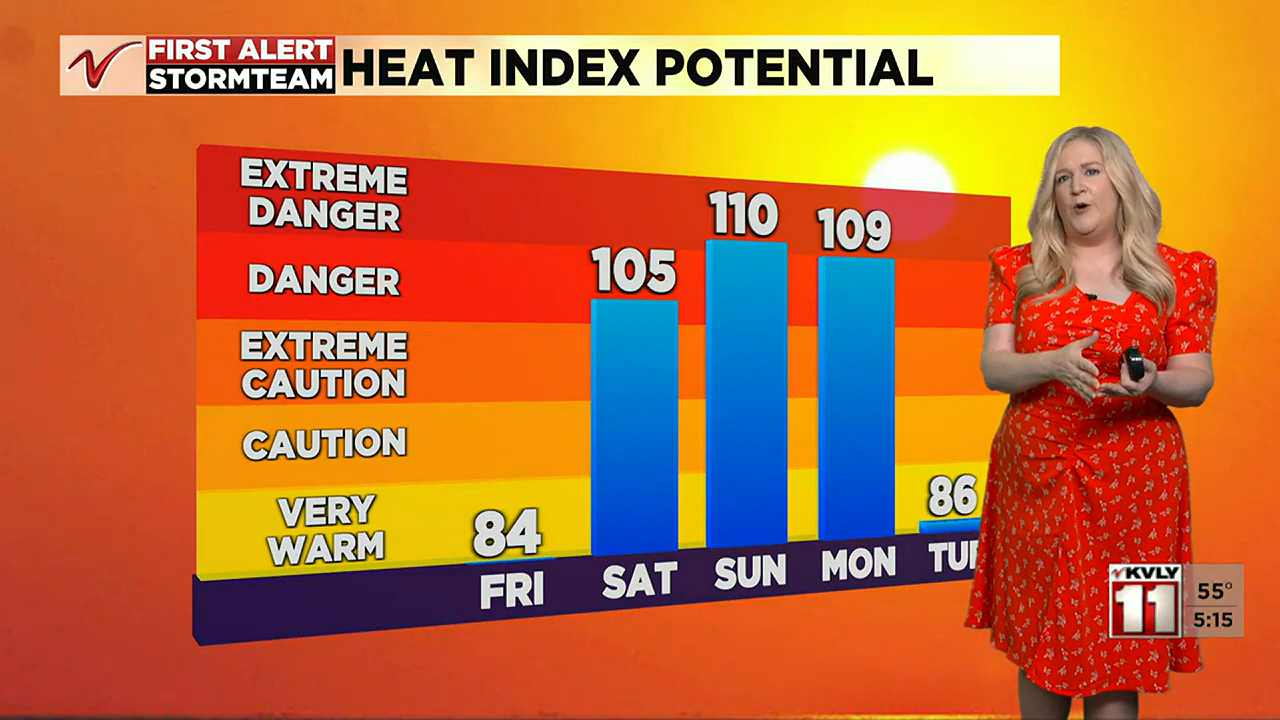 FIRST ALERT
STORMTEAM
HEAT INDEX POTENTIAL
EXTREME
DANGER
DANGER
EXTREME
CAUTION
CAUTION
VERY
WARM
84
105
110
109
86
FRI
SAT
SUN
MON
TUE
KVLY
11
55°
5:15